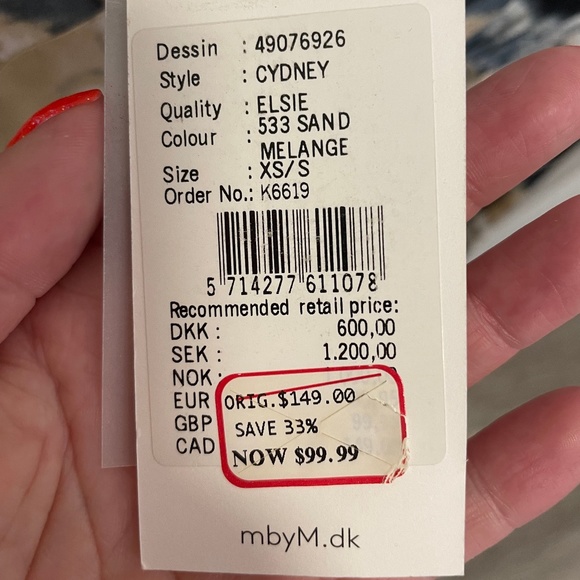 Dessin : 49076926
Style : CYDNEY
Quality : ELSIE
Colour : 533 SAND
MELANGE
Size : XS/S
Order No.: K6619
5 714277 611078
Recommended retail price:
DKK : 600,00
SEK : 1.200,00
NOK :
EUR
GBP
CAD
ORIG.$149.00
SAVE 33%
NOW $99.99
mbyM.dk